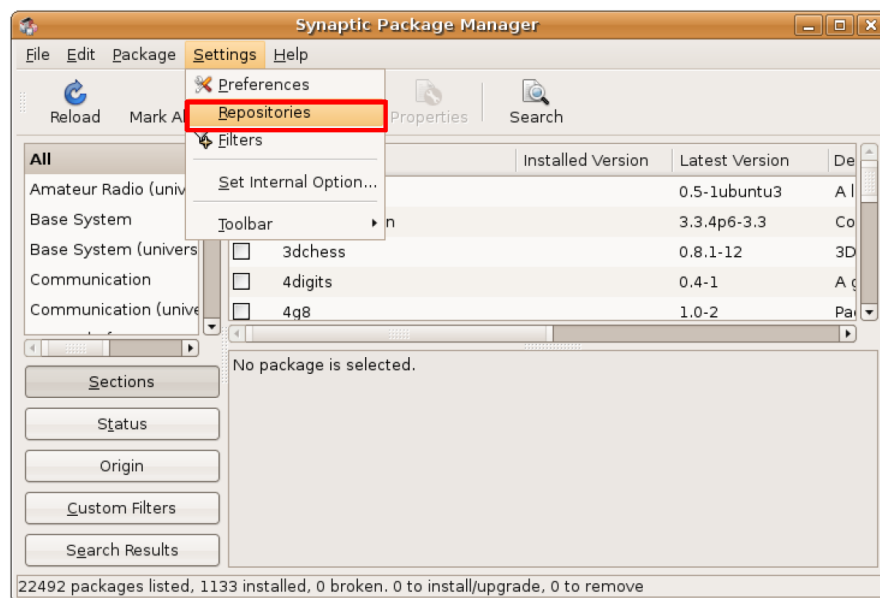 Synaptic Package Manager
File Edit Package Settings Help
Preferences
Repositories
Filters
Set Internal Option...
Toolbar
Reload Mark Al Properties Search
All Installed Version Latest Version De
Amateur Radio (univ 0.5-1ubuntu3 A l
Base System n 3.3.4p6-3.3 Co
Base System (univers 3dchess 0.8.1-12 3D
Communication 4digits 0.4-1 A g
Communication (unive 4g8 1.0-2 Pa
No package is selected.
Sections
Status
Origin
Custom Filters
Search Results
22492 packages listed, 1133 installed, 0 broken. 0 to install/upgrade, 0 to remove